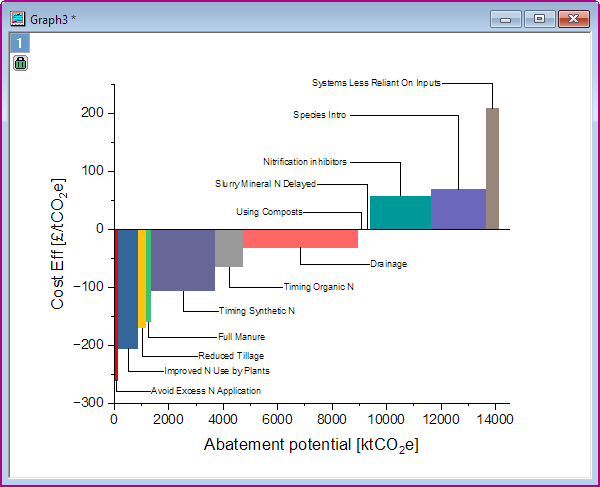 Graph3 *
1
Systems Less Reliant On Inputs
Species Intro
Nitrification inhibitors
Slurry Mineral N Delayed
Using Composts
Drainage
Timing Organic N
Timing Synthetic N
Full Manure
Reduced Tillage
Improved N Use by Plants
Avoid Excess N Application
200
100
0
−100
−200
−300
Cost Eff [£/tCO₂e]
0 2000 4000 6000 8000 10000 12000 14000
Abatement potential [ktCO₂e]